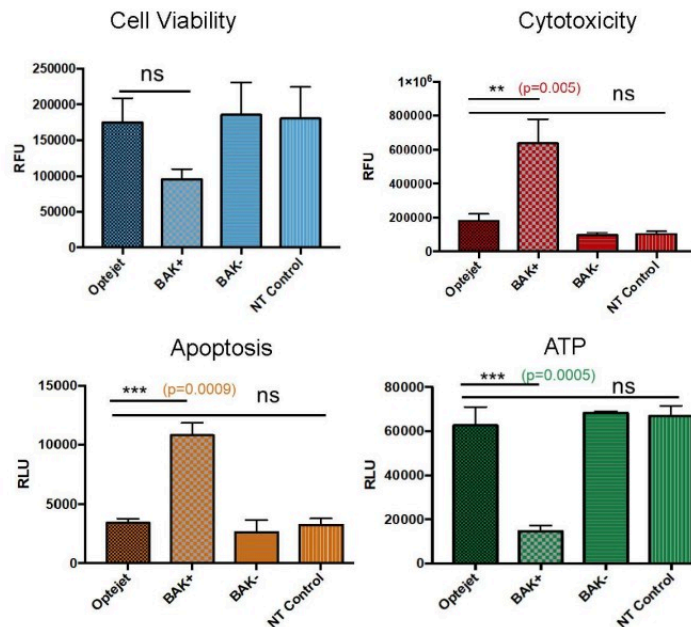 Cell Viability
250000
200000
150000
100000
50000
0
RFU
ns
Optejet
BAK+
BAK-
NT Control
Cytotoxicity
1×10⁶
800000
600000
400000
200000
0
RFU
** (p=0.005)
ns
Optejet
BAK+
BAK-
NT Control
Apoptosis
15000
10000
5000
0
RLU
*** (p=0.0009)
ns
Optejet
BAK+
BAK-
NT Control
ATP
80000
60000
40000
20000
0
RLU
*** (p=0.0005)
ns
Optejet
BAK+
BAK-
NT Control